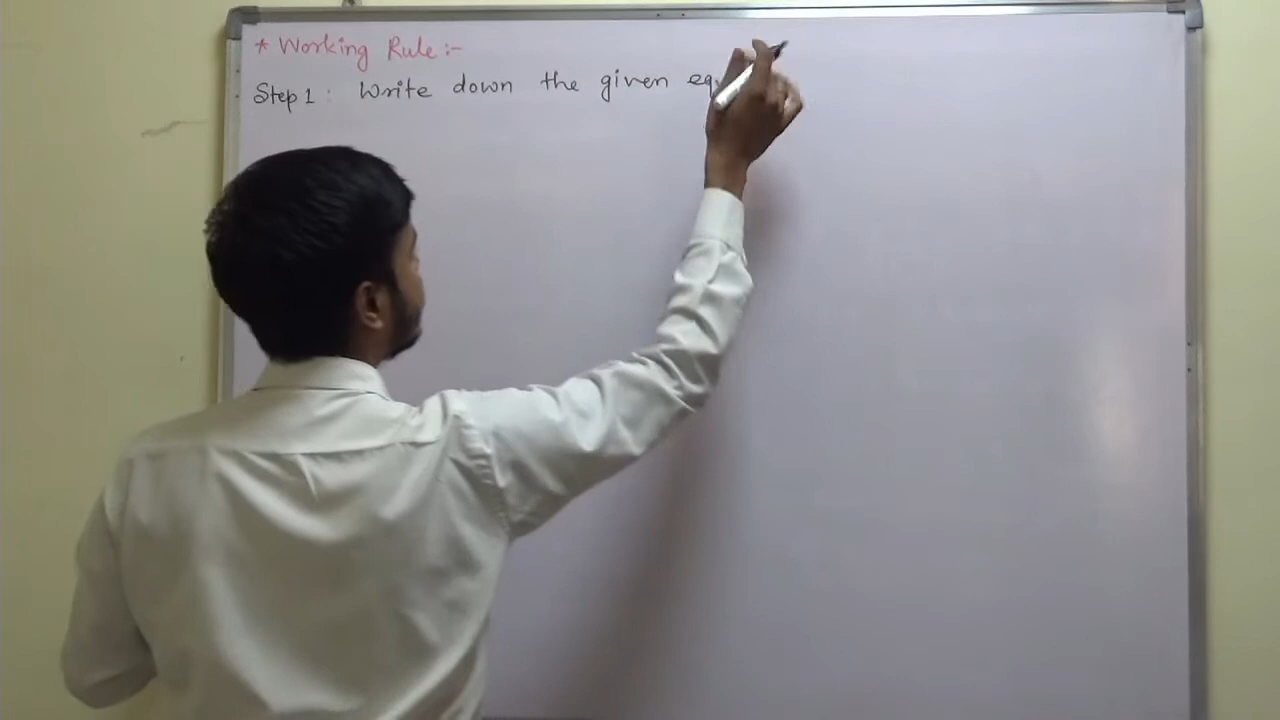 * Working Rule :-
Step 1 : Write down the given